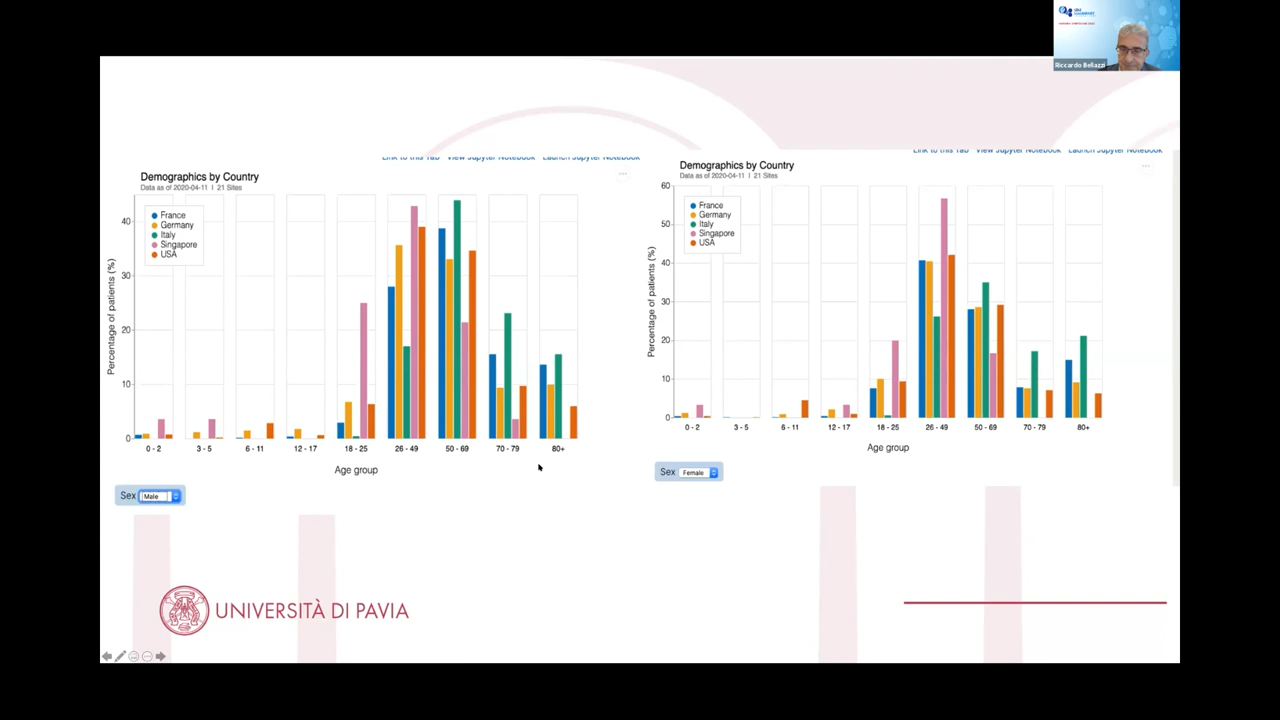 Riccardo Bellazzi
Link to this Tab View Jupyter Notebook Launch Jupyter Notebook
Demographics by Country
Data as of 2020-04-11 | 21 Sites
France
Germany
Italy
Singapore
USA
Percentage of patients (%)
40
30
20
10
0
0 - 2 3 - 5 6 - 11 12 - 17 18 - 25 26 - 49 50 - 69 70 - 79 80+
Age group
Sex Male
Link to this Tab View Jupyter Notebook Launch Jupyter Notebook
Demographics by Country
Data as of 2020-04-11 | 21 Sites
France
Germany
Italy
Singapore
USA
Percentage of patients (%)
60
50
40
30
20
10
0
0 - 2 3 - 5 6 - 11 12 - 17 18 - 25 26 - 49 50 - 69 70 - 79 80+
Age group
Sex Female
UNIVERSITÀ DI PAVIA